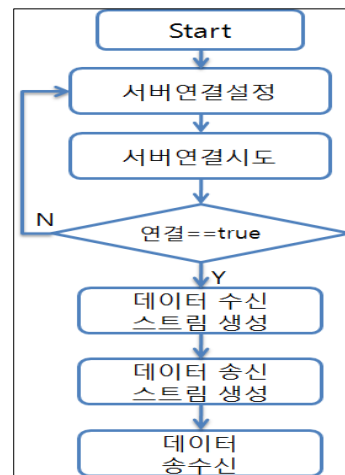 Start
서버연결설정
서버연결시도
연결==true
N
Y
데이터 수신
스트림 생성
데이터 송신
스트림 생성
데이터
송수신